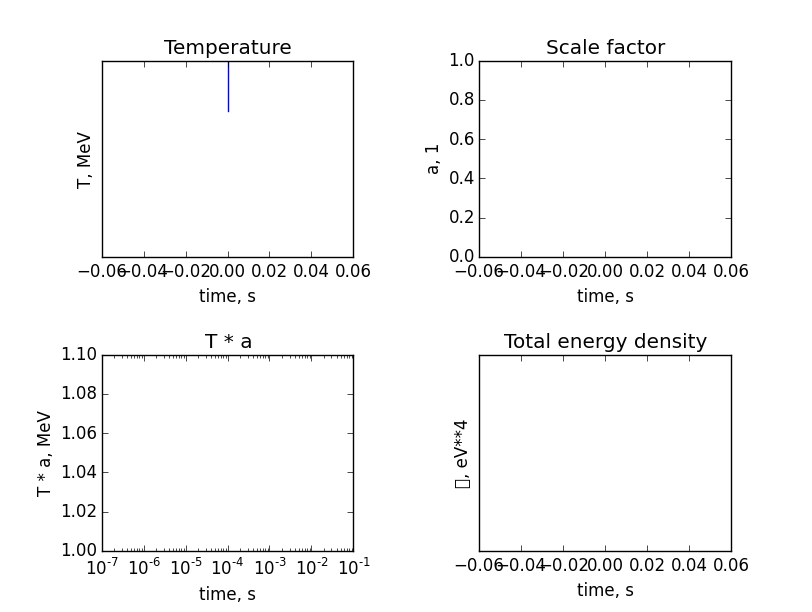 Temperature
T, MeV
−0.06 −0.04 −0.02 0.00 0.02 0.04 0.06
time, s
Scale factor
1.0
0.8
0.6
0.4
0.2
0.0
a, 1
−0.06 −0.04 −0.02 0.00 0.02 0.04 0.06
time, s
T * a
1.10
1.08
1.06
1.04
1.02
1.00
T * a, MeV
10⁻⁷ 10⁻⁶ 10⁻⁵ 10⁻⁴ 10⁻³ 10⁻² 10⁻¹
time, s
Total energy density
▯, eV**4
−0.06 −0.04 −0.02 0.00 0.02 0.04 0.06
time, s